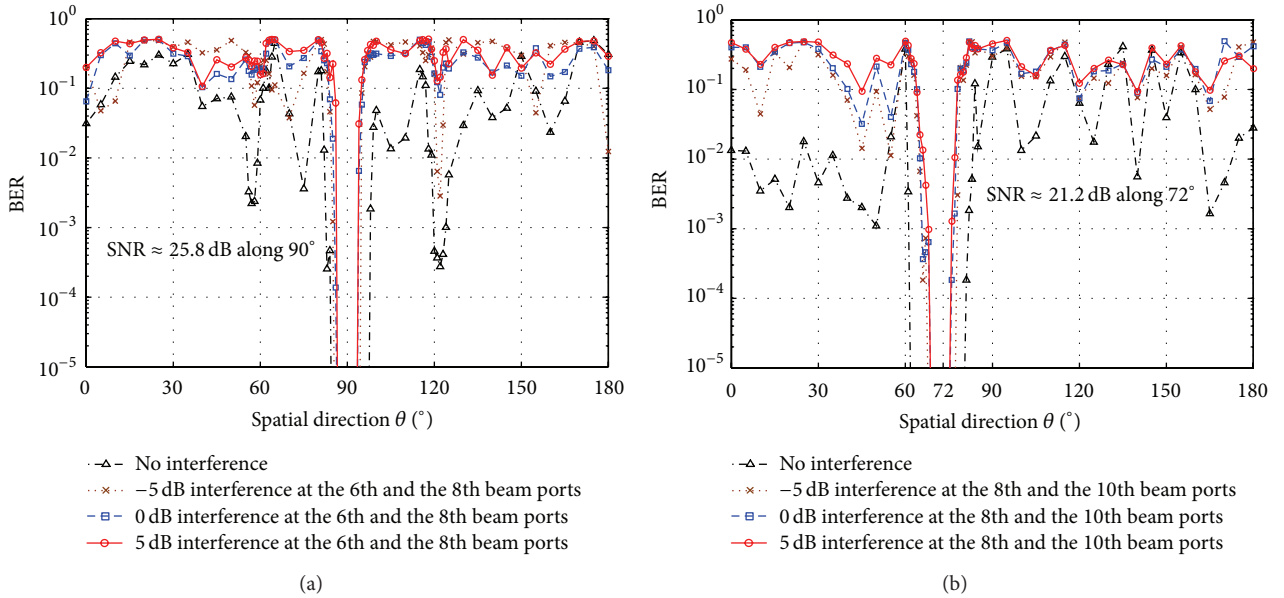 10⁰
10⁻¹
10⁻²
10⁻³
10⁻⁴
10⁻⁵
BER
SNR ≈ 25.8 dB along 90°
0 30 60 90 120 150 180
Spatial direction θ (°)
No interference
−5 dB interference at the 6th and the 8th beam ports
0 dB interference at the 6th and the 8th beam ports
5 dB interference at the 6th and the 8th beam ports
(a)
10⁰
10⁻¹
10⁻²
10⁻³
10⁻⁴
10⁻⁵
BER
SNR ≈ 21.2 dB along 72°
0 30 60 72 90 120 150 180
Spatial direction θ (°)
No interference
−5 dB interference at the 8th and the 10th beam ports
0 dB interference at the 8th and the 10th beam ports
5 dB interference at the 8th and the 10th beam ports
(b)